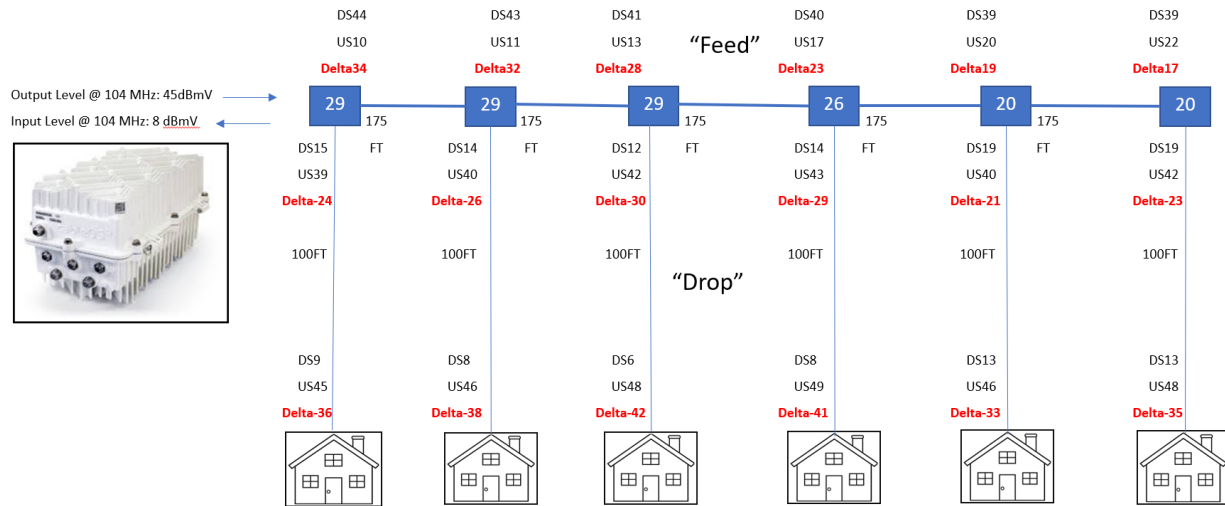 DS44 DS43 DS41 DS40 DS39 DS39
US10 US11 US13 US17 US20 US22
“Feed”
Delta34 Delta32 Delta28 Delta23 Delta19 Delta17
Output Level @ 104 MHz: 45dBmV
29 29 29 26 20 20
Input Level @ 104 MHz: 8 dBmV
175 175 175 175 175
DS15 FT DS14 FT DS12 FT DS14 FT DS19 FT DS19
US39 US40 US42 US43 US40 US42
Delta-24 Delta-26 Delta-30 Delta-29 Delta-21 Delta-23
100FT 100FT 100FT 100FT 100FT 100FT
“Drop”
DS9 DS8 DS6 DS8 DS13 DS13
US45 US46 US48 US49 US46 US48
Delta-36 Delta-38 Delta-42 Delta-41 Delta-33 Delta-35